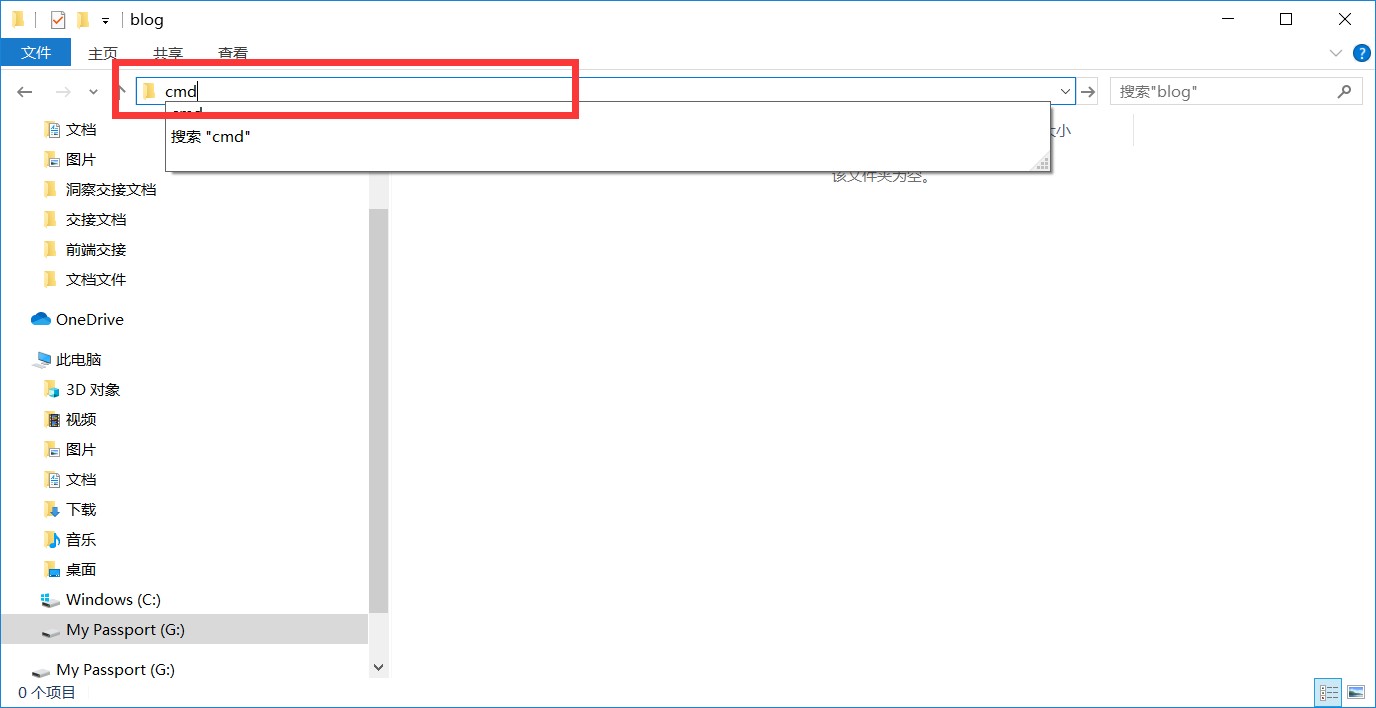 blog
文件 主页 共享 查看
cmd
搜索"blog"
cmd
搜索 "cmd"
大小
该文件夹为空。
文档
图片
洞察交接文档
交接文档
前端交接
文档文件
OneDrive
此电脑
3D 对象
视频
图片
文档
下载
音乐
桌面
Windows (C:)
My Passport (G:)
My Passport (G:)
0 个项目